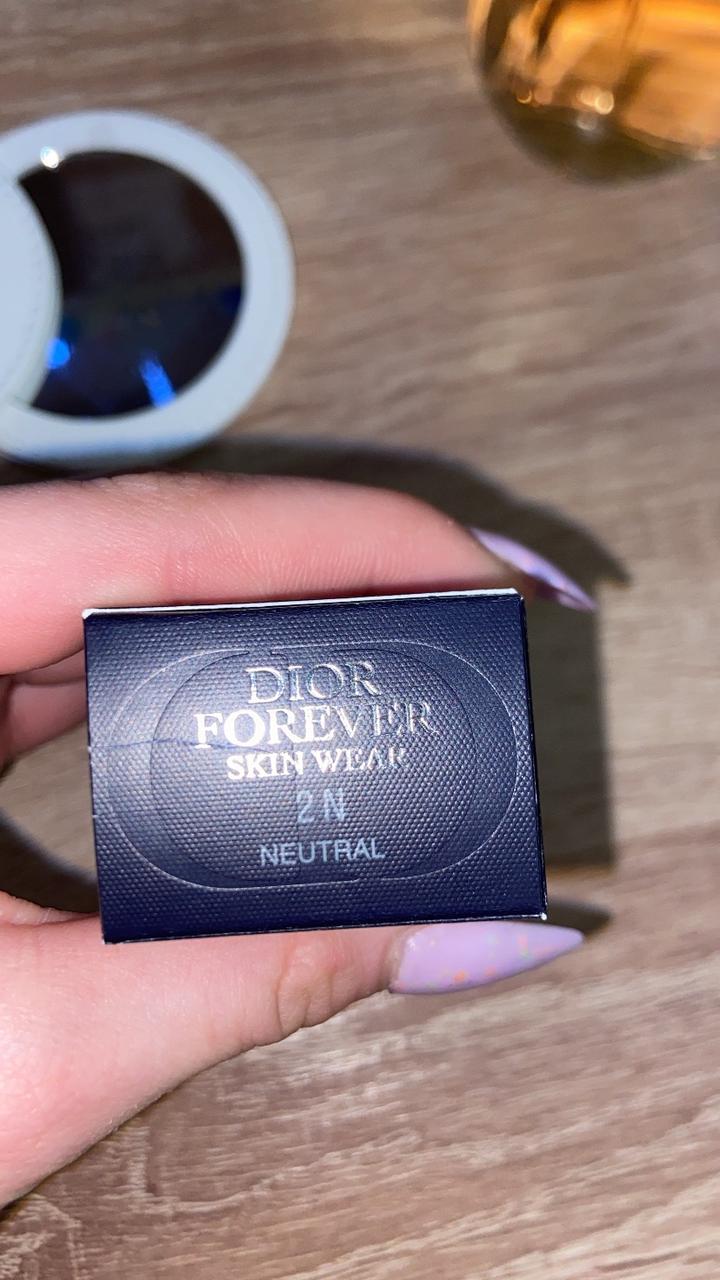 DIOR
FOREVER
SKIN WEAR
2N
NEUTRAL